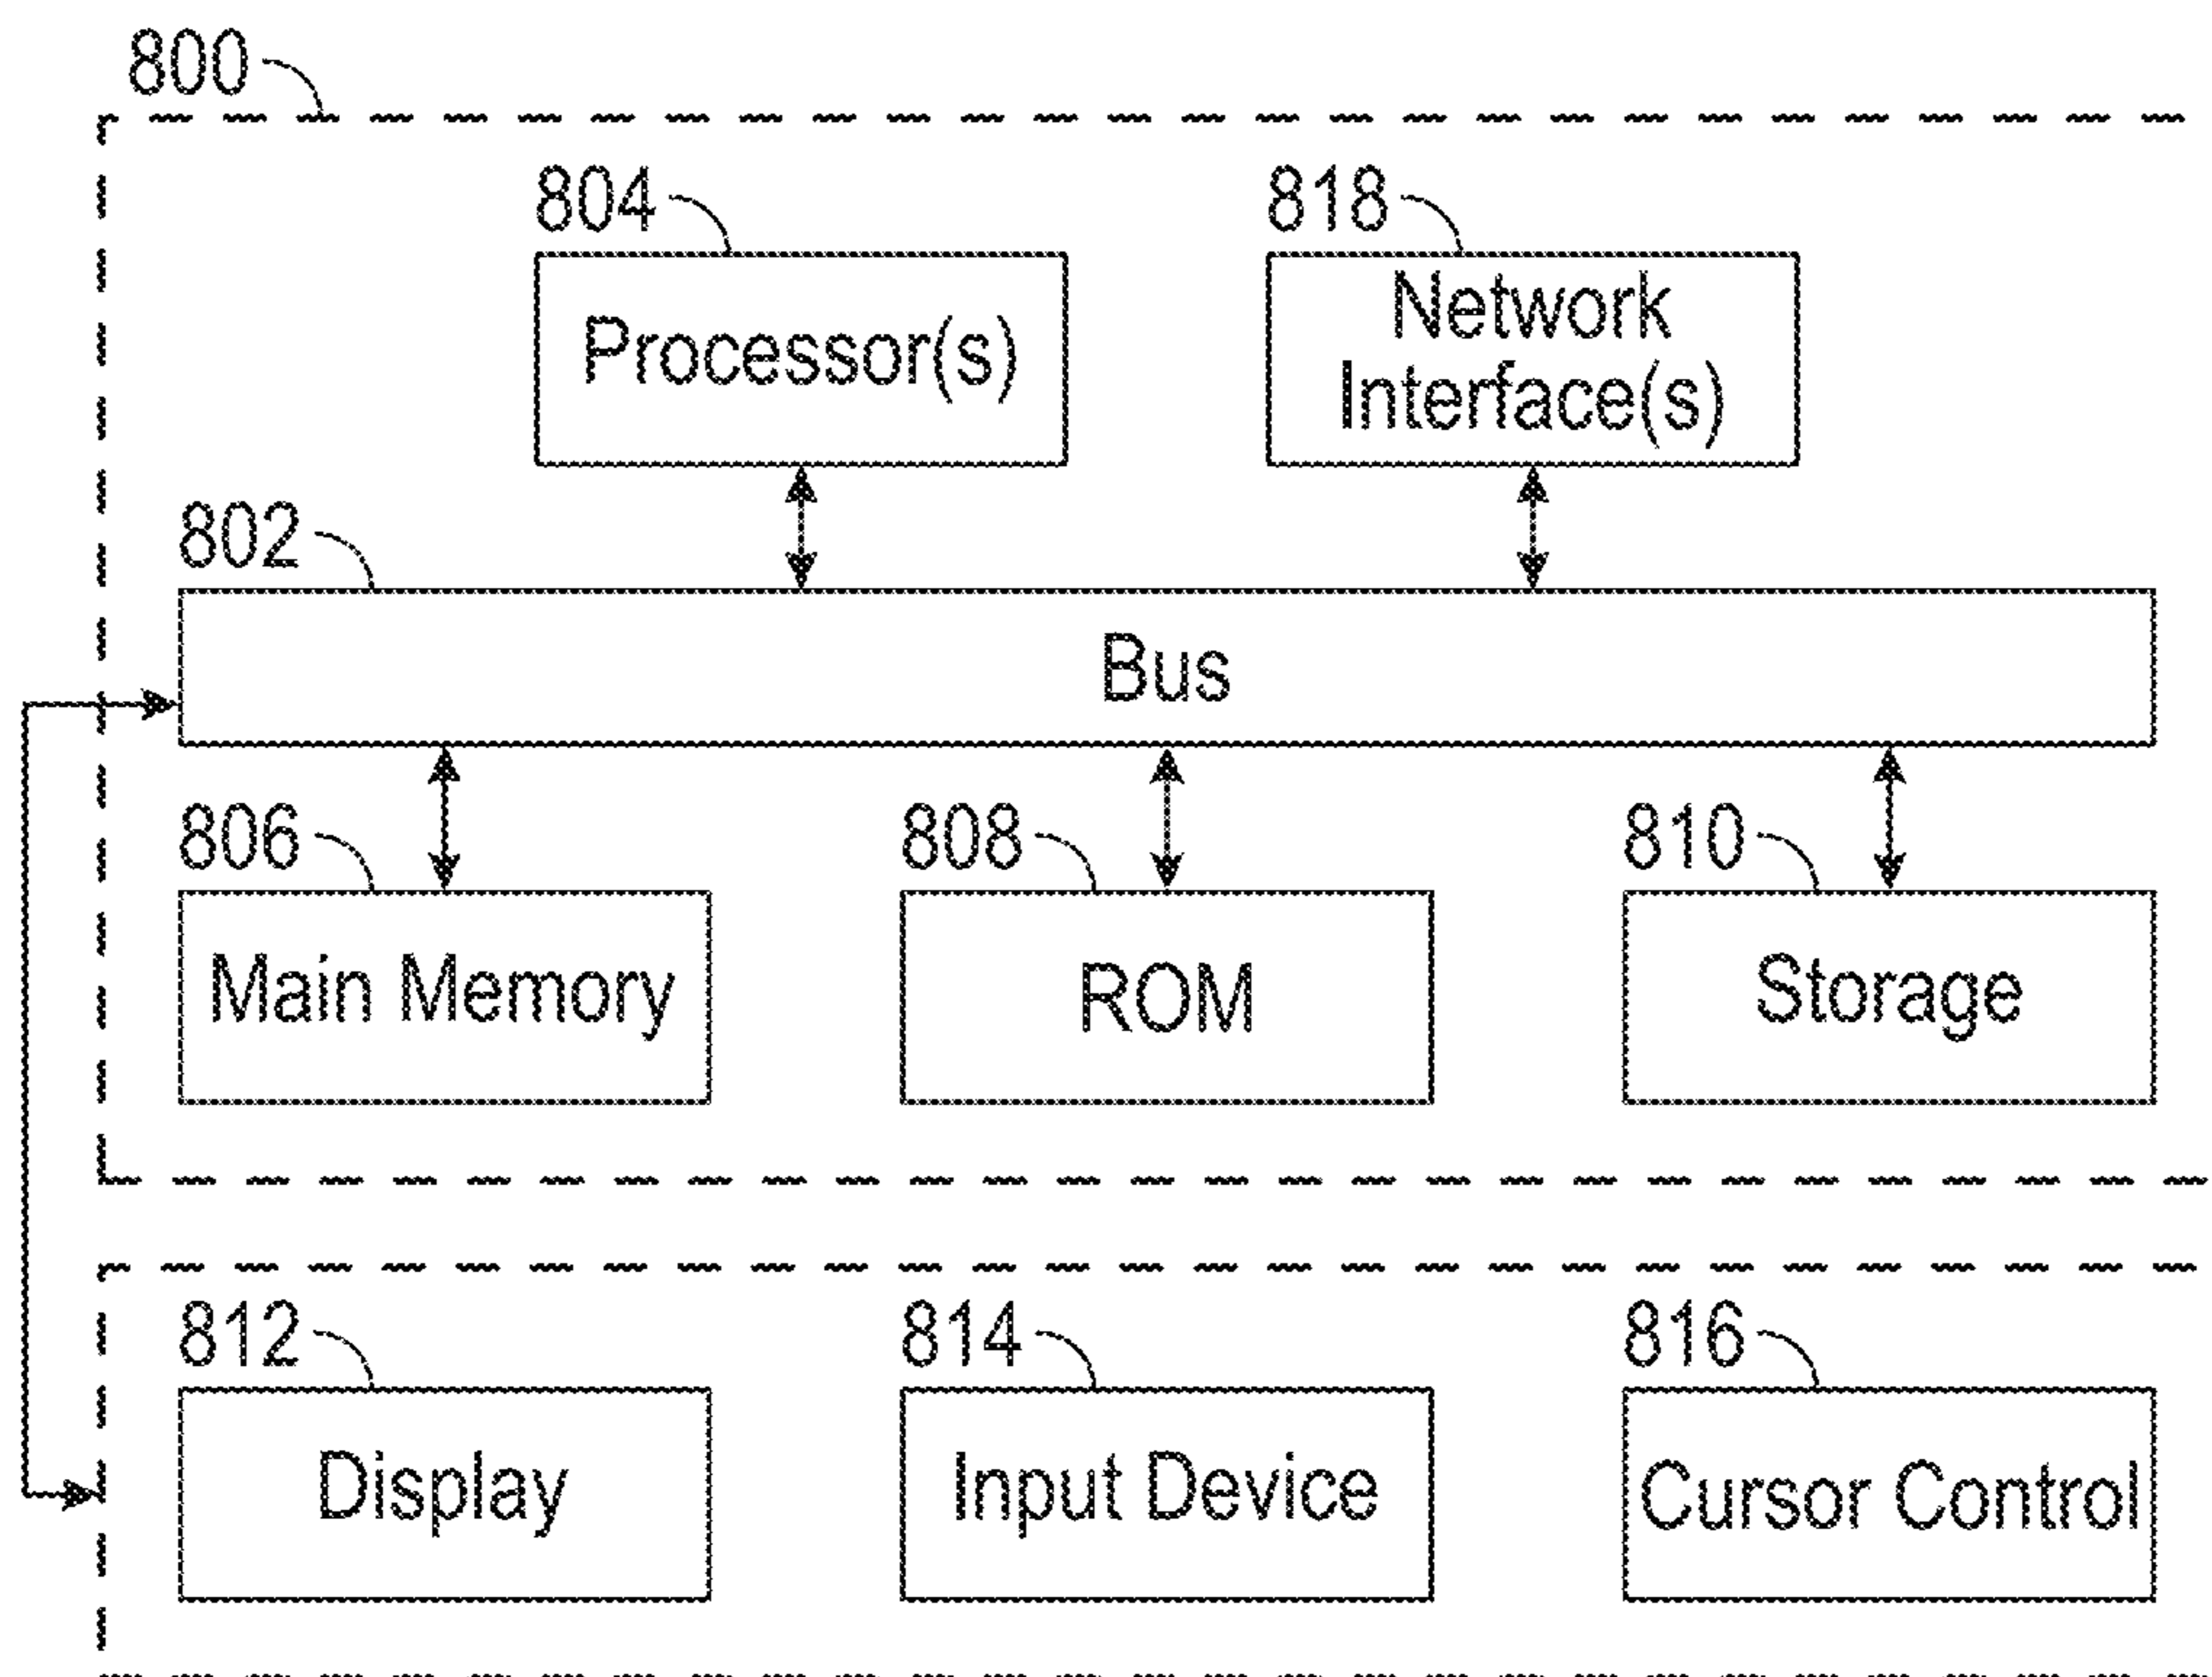 800
804
818
Processor(s)
Network
Interface(s)
802
Bus
806
808
810
Main Memory
ROM
Storage
812
814
816
Display
Input Device
Cursor Control